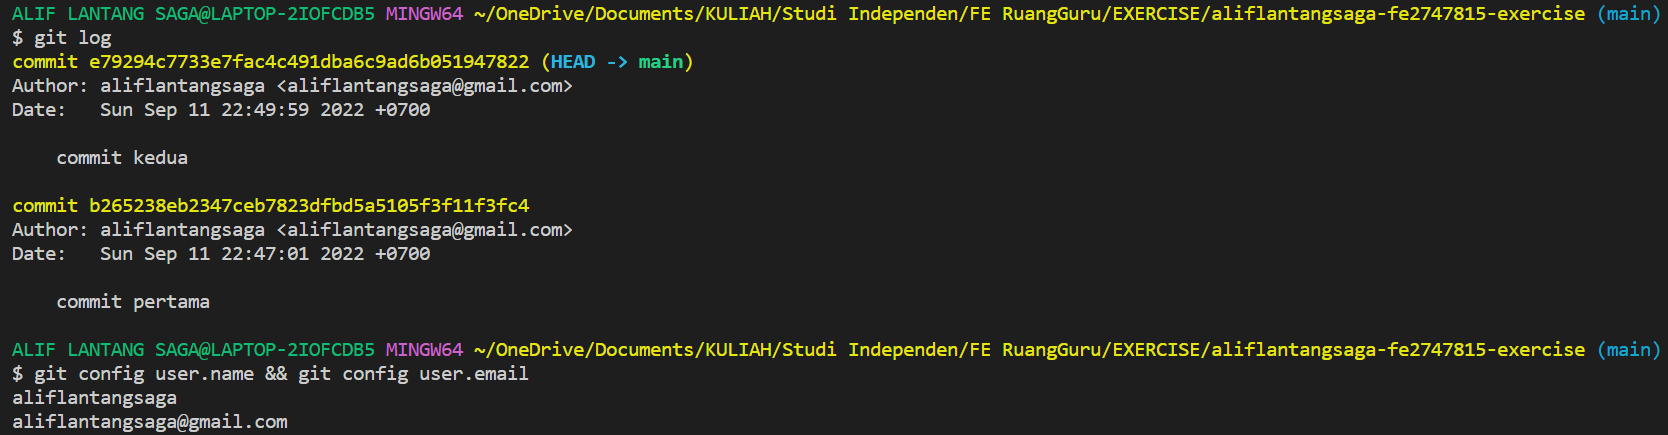 ALIF LANTANG SAGA@LAPTOP-2IOFCDB5 MINGW64 ~/OneDrive/Documents/KULIAH/Studi Independen/FE RuangGuru/EXERCISE/aliflantangsaga-fe2747815-exercise (main)
$ git log
commit e79294c7733e7fac4c491dba6c9ad6b051947822 (HEAD -> main)
Author: aliflantangsaga <aliflantangsaga@gmail.com>
Date:   Sun Sep 11 22:49:59 2022 +0700

    commit kedua

commit b265238eb2347ceb7823dfbd5a5105f3f11f3fc4
Author: aliflantangsaga <aliflantangsaga@gmail.com>
Date:   Sun Sep 11 22:47:01 2022 +0700

    commit pertama

ALIF LANTANG SAGA@LAPTOP-2IOFCDB5 MINGW64 ~/OneDrive/Documents/KULIAH/Studi Independen/FE RuangGuru/EXERCISE/aliflantangsaga-fe2747815-exercise (main)
$ git config user.name && git config user.email
aliflantangsaga
aliflantangsaga@gmail.com